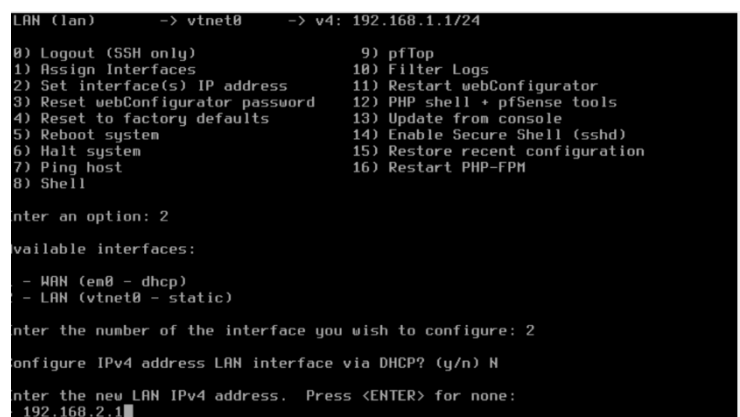 LAN (lan) -> vtnet0 -> v4: 192.168.1.1/24
0) Logout (SSH only) 9) pfTop
1) Assign Interfaces 10) Filter Logs
2) Set interface(s) IP address 11) Restart webConfigurator
3) Reset webConfigurator password 12) PHP shell + pfSense tools
4) Reset to factory defaults 13) Update from console
5) Reboot system 14) Enable Secure Shell (sshd)
6) Halt system 15) Restore recent configuration
7) Ping host 16) Restart PHP-FPM
8) Shell
nter an option: 2
vailable interfaces:
- WAN (em0 - dhcp)
- LAN (vtnet0 - static)
nter the number of the interface you wish to configure: 2
onfigure IPv4 address LAN interface via DHCP? (y/n) N
nter the new LAN IPv4 address. Press <ENTER> for none:
192.168.2.1